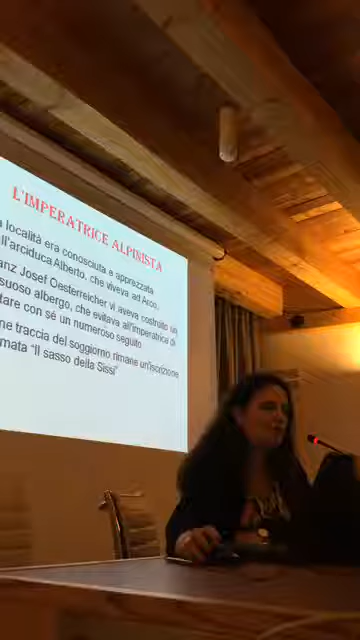 L'IMPERATRICE ALPINISTA
località era conosciuta e apprezzata
ll'arciduca Alberto, che viveva ad Arco.
anz Josef Oesterreicher vi aveva costruito un
suoso albergo, che evitava all'imperatrice di
tare con sé un numeroso seguito
ne traccia del soggiorno rimane un'iscrizione
mata "Il sasso della Sissi"